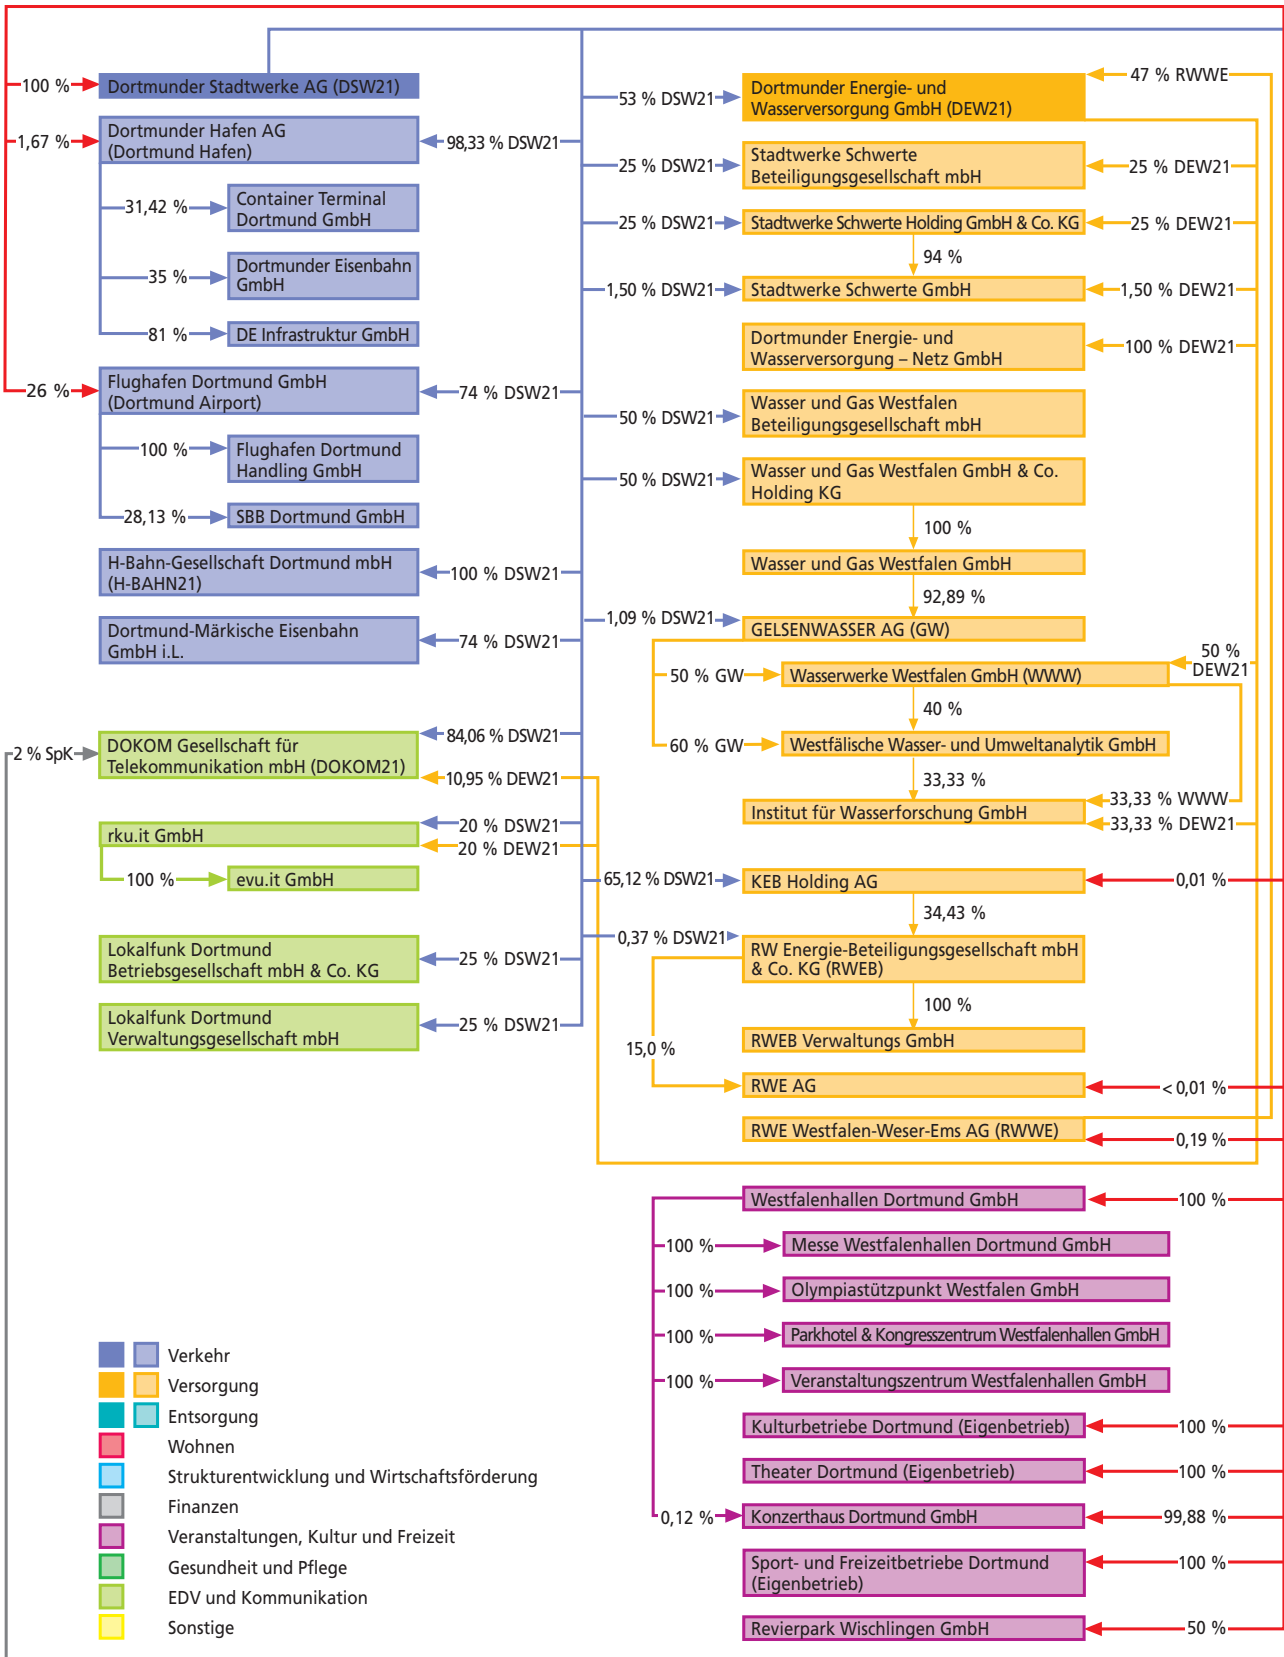 100 %
Dortmunder Stadtwerke AG (DSW21)
1,67 %
Dortmunder Hafen AG
(Dortmund Hafen)
98,33 % DSW21
31,42 %
Container Terminal
Dortmund GmbH
35 %
Dortmunder Eisenbahn
GmbH
81 %
DE Infrastruktur GmbH
26 %
Flughafen Dortmund GmbH
(Dortmund Airport)
74 % DSW21
100 %
Flughafen Dortmund
Handling GmbH
28,13 %
SBB Dortmund GmbH
H-Bahn-Gesellschaft Dortmund mbH
(H-BAHN21)
100 % DSW21
Dortmund-Märkische Eisenbahn
GmbH i.L.
74 % DSW21
2 % SpK
DOKOM Gesellschaft für
Telekommunikation mbH (DOKOM21)
84,06 % DSW21
10,95 % DEW21
rku.it GmbH
20 % DSW21
20 % DEW21
100 %
evu.it GmbH
Lokalfunk Dortmund
Betriebsgesellschaft mbH & Co. KG
25 % DSW21
Lokalfunk Dortmund
Verwaltungsgesellschaft mbH
25 % DSW21
53 % DSW21
Dortmunder Energie- und
Wasserversorgung GmbH (DEW21)
47 % RWWE
25 % DSW21
Stadtwerke Schwerte
Beteiligungsgesellschaft mbH
25 % DEW21
25 % DSW21
Stadtwerke Schwerte Holding GmbH & Co. KG
25 % DEW21
94 %
1,50 % DSW21
Stadtwerke Schwerte GmbH
1,50 % DEW21
Dortmunder Energie- und
Wasserversorgung – Netz GmbH
100 % DEW21
50 % DSW21
Wasser und Gas Westfalen
Beteiligungsgesellschaft mbH
50 % DSW21
Wasser und Gas Westfalen GmbH & Co.
Holding KG
100 %
Wasser und Gas Westfalen GmbH
92,89 %
1,09 % DSW21
GELSENWASSER AG (GW)
50 % GW
Wasserwerke Westfalen GmbH (WWW)
50 %
DEW21
40 %
60 % GW
Westfälische Wasser- und Umweltanalytik GmbH
33,33 %
Institut für Wasserforschung GmbH
33,33 % WWW
33,33 % DEW21
65,12 % DSW21
KEB Holding AG
0,01 %
34,43 %
0,37 % DSW21
RW Energie-Beteiligungsgesellschaft mbH
& Co. KG (RWEB)
100 %
RWEB Verwaltungs GmbH
15,0 %
RWE AG
< 0,01 %
RWE Westfalen-Weser-Ems AG (RWWE)
0,19 %
Westfalenhallen Dortmund GmbH
100 %
100 %
Messe Westfalenhallen Dortmund GmbH
100 %
Olympiastützpunkt Westfalen GmbH
100 %
Parkhotel & Kongresszentrum Westfalenhallen GmbH
100 %
Veranstaltungszentrum Westfalenhallen GmbH
Kulturbetriebe Dortmund (Eigenbetrieb)
100 %
Theater Dortmund (Eigenbetrieb)
100 %
0,12 %
Konzerthaus Dortmund GmbH
99,88 %
Sport- und Freizeitbetriebe Dortmund
(Eigenbetrieb)
100 %
Revierpark Wischlingen GmbH
50 %
Verkehr
Versorgung
Entsorgung
Wohnen
Strukturentwicklung und Wirtschaftsförderung
Finanzen
Veranstaltungen, Kultur und Freizeit
Gesundheit und Pflege
EDV und Kommunikation
Sonstige